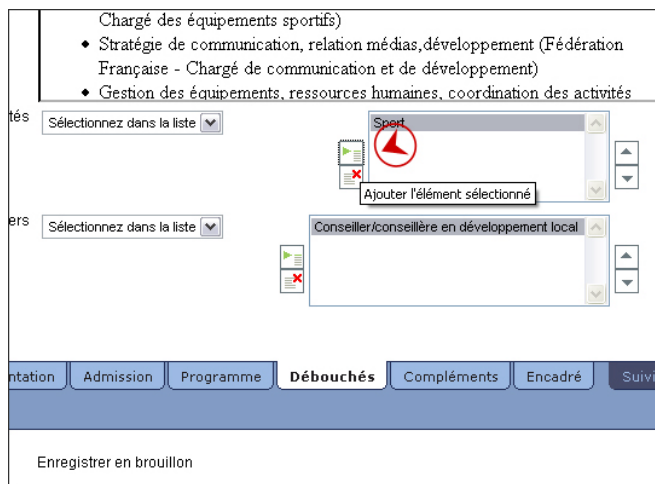 Chargé des équipements sportifs)
Stratégie de communication, relation médias,développement (Fédération
Française - Chargé de communication et de développement)
Gestion des équipements, ressources humaines, coordination des activités
tés Sélectionnez dans la liste Sport
Ajouter l'élément sélectionné
ers Sélectionnez dans la liste Conseiller/conseillère en développement local
ntation Admission Programme Débouchés Compléments Encadré Suivi
Enregistrer en brouillon